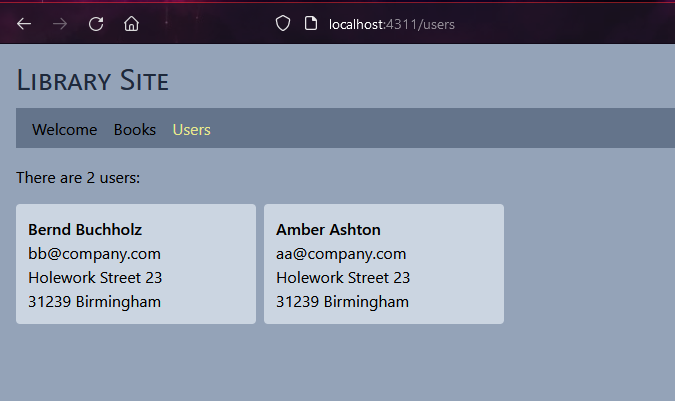 localhost:4311/users
Library Site
Welcome Books Users
There are 2 users:
Bernd Buchholz
bb@company.com
Holework Street 23
31239 Birmingham
Amber Ashton
aa@company.com
Holework Street 23
31239 Birmingham